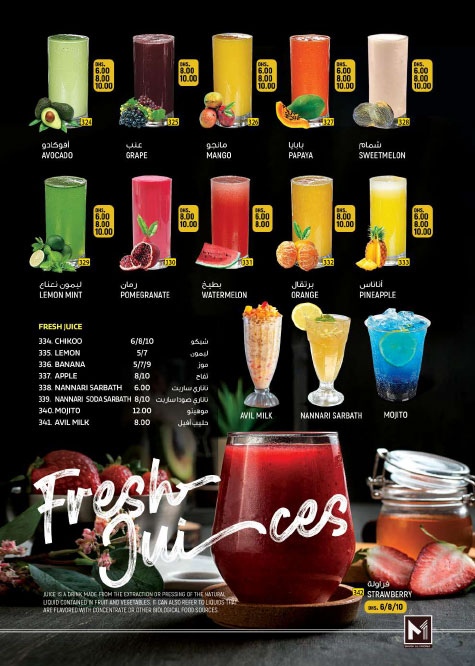 DHS.
6.00
8.00
10.00
DHS.
8.00
10.00
DHS.
6.00
8.00
10.00
DHS.
6.00
8.00
10.00
DHS.
6.00
8.00
10.00
324
325
326
327
328
أفوكادو
عنب
مانجو
بابايا
شمام
AVOCADO
GRAPE
MANGO
PAPAYA
SWEETMELON
DHS.
6.00
8.00
10.00
DHS.
8.00
10.00
DHS.
6.00
8.00
DHS.
6.00
8.00
10.00
DHS.
6.00
8.00
10.00
329
330
331
332
333
ليمون نعناع
رمان
بطيخ
برتقال
أناناس
LEMON MINT
POMEGRANATE
WATERMELON
ORANGE
PINEAPPLE
FRESH JUICE
334. CHIKOO 6/8/10 شيكو
335. LEMON 5/7 ليمون
336. BANANA 5/7/9 موز
337. APPLE 8/10 تفاح
338. NANNARI SARBATH 6.00 ناناري ساربت
339. NANNARI SODA SARBATH 8/10 ناناري صودا ساربت
340. MOJITO 12.00 موهيتو
341. AVIL MILK 8.00 حليب أفيل
AVIL MILK
NANNARI SARBATH
MOJITO
Fresh
Juices
JUICE IS A DRINK MADE FROM THE EXTRACTION OR PRESSING OF THE NATURAL
LIQUID CONTAINED IN FRUIT AND VEGETABLES. IT CAN ALSO REFER TO LIQUIDS THAT
ARE FLAVORED WITH CONCENTRATE OR OTHER BIOLOGICAL FOOD SOURCES
342
فراولة
STRAWBERRY
DHS. 6/8/10
M